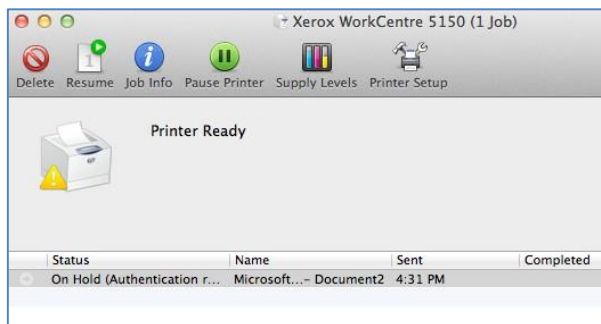 Xerox WorkCentre 5150 (1 Job)
Delete Resume Job Info Pause Printer Supply Levels Printer Setup
Printer Ready
Status Name Sent Completed
On Hold (Authentication r... Microsoft...- Document2 4:31 PM